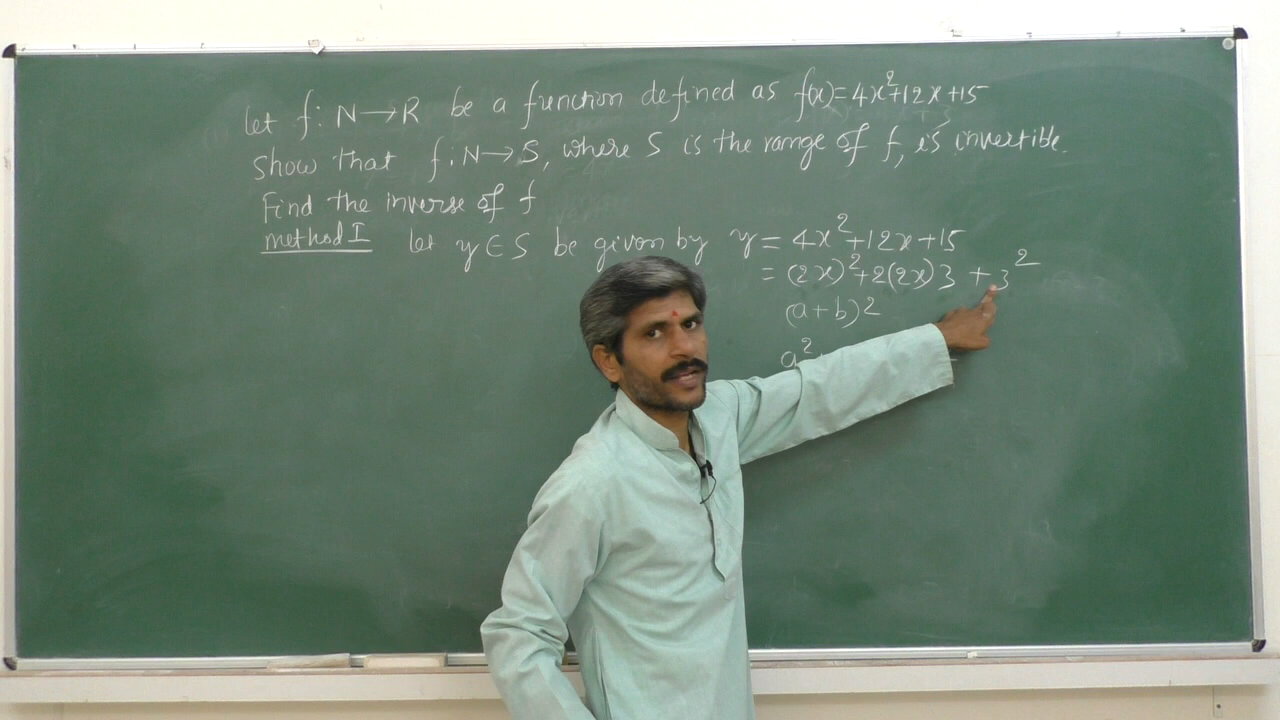 Let f: N→R be a function defined as f(x)=4x²+12x+15
Show that f: N→S, where S is the range of f, is invertible.
Find the inverse of f
method I let y∈S be given by y = 4x²+12x+15
= (2x)²+2(2x)3 +3²
(a+b)²
a²